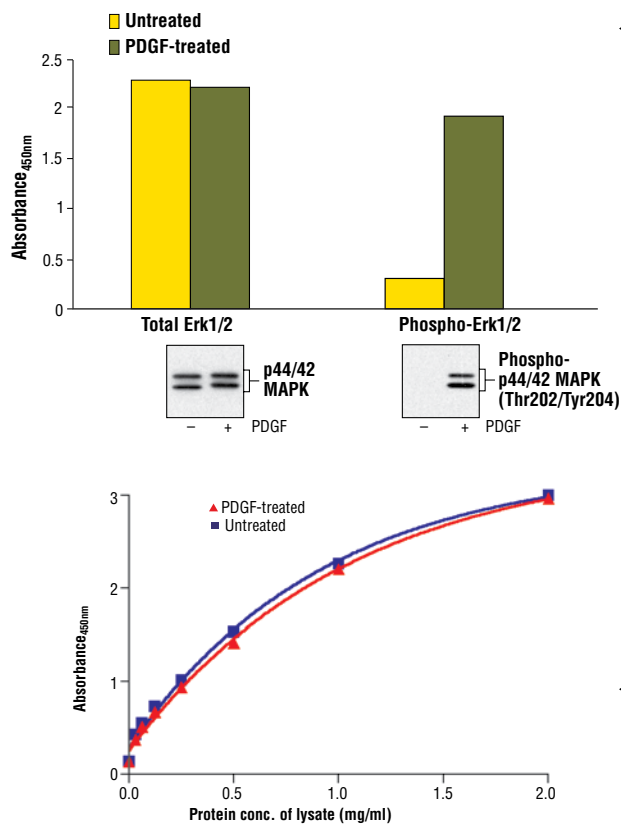 Untreated
PDGF-treated
2.5
2
1.5
1
0.5
0
Absorbance450nm
Total Erk1/2
Phospho-Erk1/2
p44/42
MAPK
– + PDGF
Phospho-
p44/42 MAPK
(Thr202/Tyr204)
– + PDGF
3
2
1
0
Absorbance450nm
PDGF-treated
Untreated
0.0 0.5 1.0 1.5 2.0
Protein conc. of lysate (mg/ml)